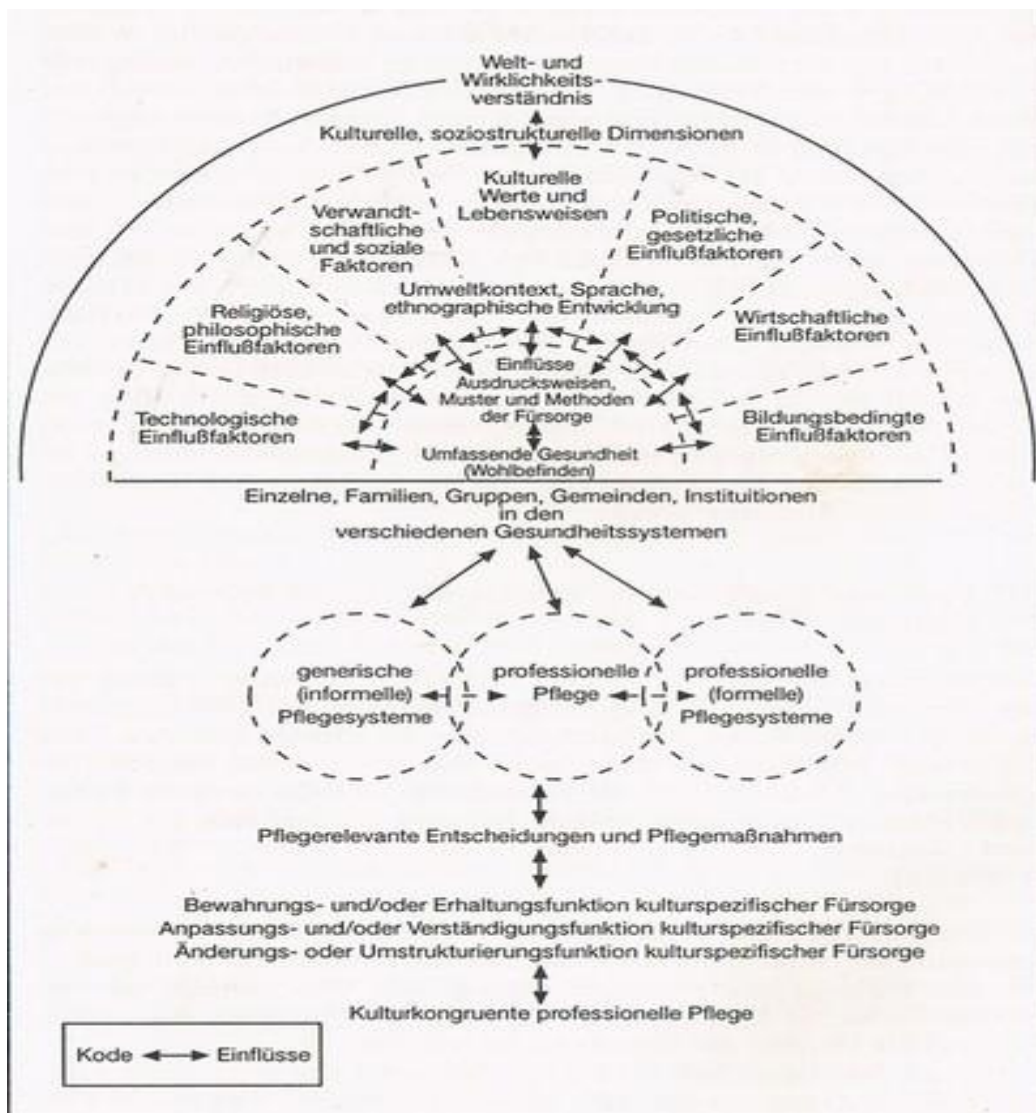 Welt- und
Wirklichkeits-
verständnis
Kulturelle, soziostrukturelle Dimensionen
Kulturelle
Werte und
Lebensweisen
Verwandt-
schaftliche
und soziale
Faktoren
Politische,
gesetzliche
Einflußfaktoren
Umweltkontext, Sprache,
ethnographische Entwicklung
Religiöse,
philosophische
Einflußfaktoren
Wirtschaftliche
Einflußfaktoren
Einflüsse
Ausdrucksweisen,
Muster und Methoden
der Fürsorge
Technologische
Einflußfaktoren
Bildungsbedingte
Einflußfaktoren
Umfassende Gesundheit
(Wohlbefinden)
Einzelne, Familien, Gruppen, Gemeinden, Instituitionen
in den
verschiedenen Gesundheitssystemen
generische
(informelle)
Pflegesysteme
professionelle
Pflege
professionelle
(formelle)
Pflegesysteme
Pflegerelevante Entscheidungen und Pflegemaßnahmen
Bewahrungs- und/oder Erhaltungsfunktion kulturspezifischer Fürsorge
Anpassungs- und/oder Verständigungsfunktion kulturspezifischer Fürsorge
Änderungs- oder Umstrukturierungsfunktion kulturspezifischer Fürsorge
Kulturkongruente professionelle Pflege
Kode Einflüsse